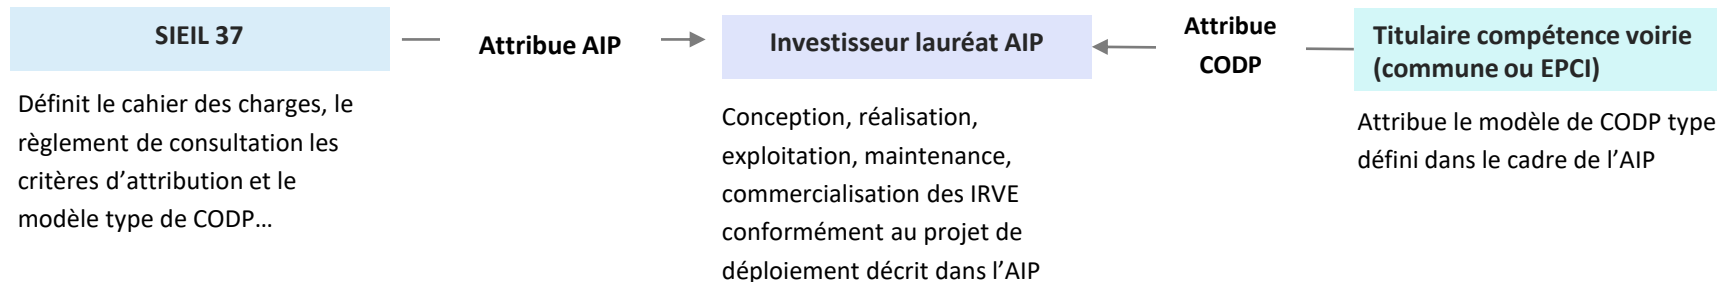 SIEIL 37
Attribue AIP
Investisseur lauréat AIP
Attribue
CODP
Titulaire compétence voirie
(commune ou EPCI)
Définit le cahier des charges, le
règlement de consultation les
critères d’attribution et le
modèle type de CODP…
Conception, réalisation,
exploitation, maintenance,
commercialisation des IRVE
conformément au projet de
déploiement décrit dans l’AIP
Attribue le modèle de CODP type
défini dans le cadre de l’AIP